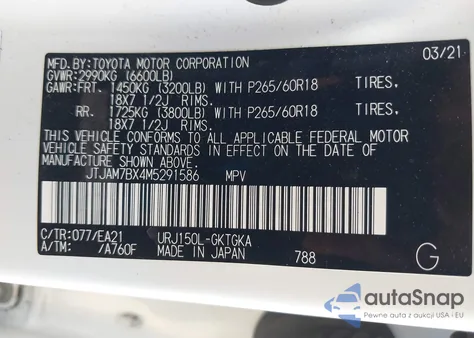 MFD.BY:TOYOTA MOTOR CORPORATION 03/21
GVWR:2990KG (6600LB)
GAWR:FRT. 1450KG (3200LB) WITH P265/60R18 TIRES,
18X7 1/2J RIMS.
RR. 1725KG (3800LB) WITH P265/60R18 TIRES,
18X7 1/2J RIMS.
THIS VEHICLE CONFORMS TO ALL APPLICABLE FEDERAL MOTOR
VEHICLE SAFETY STANDARDS IN EFFECT ON THE DATE OF
MANUFACTURE SHOWN ABOVE.
JTJAM7BX4M5291586 MPV
C/TR:077/EA21 URJ150L-GKTGKA
A/TM: /A760F MADE IN JAPAN 788 G
autoSnap
Pewne auta z aukcji USA - EU